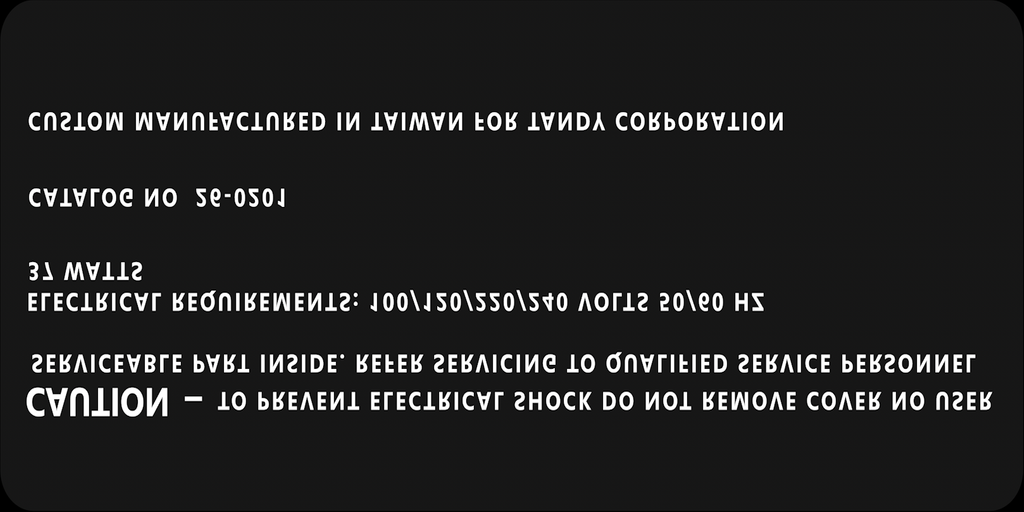 CAUTION – TO PREVENT ELECTRICAL SHOCK DO NOT REMOVE COVER NO USER
SERVICEABLE PART INSIDE. REFER SERVICING TO QUALIFIED SERVICE PERSONNEL
ELECTRICAL REQUIREMENTS: 100/120/220/240 VOLTS 50/60 HZ
37 WATTS
CATALOG NO 26-0201
CUSTOM MANUFACTURED IN TAIWAN FOR TANDY CORPORATION